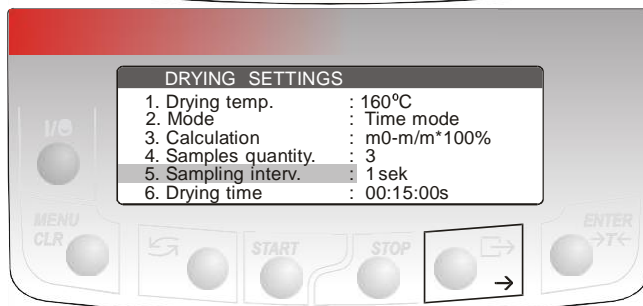 DRYING SETTINGS
1. Drying temp. : 160ºC
2. Mode : Time mode
3. Calculation : m0-m/m*100%
4. Samples quantity. : 3
5. Sampling interv. : 1 sek
6. Drying time : 00:15:00s
I/
MENU
CLR
START
STOP
ENTER
→T←